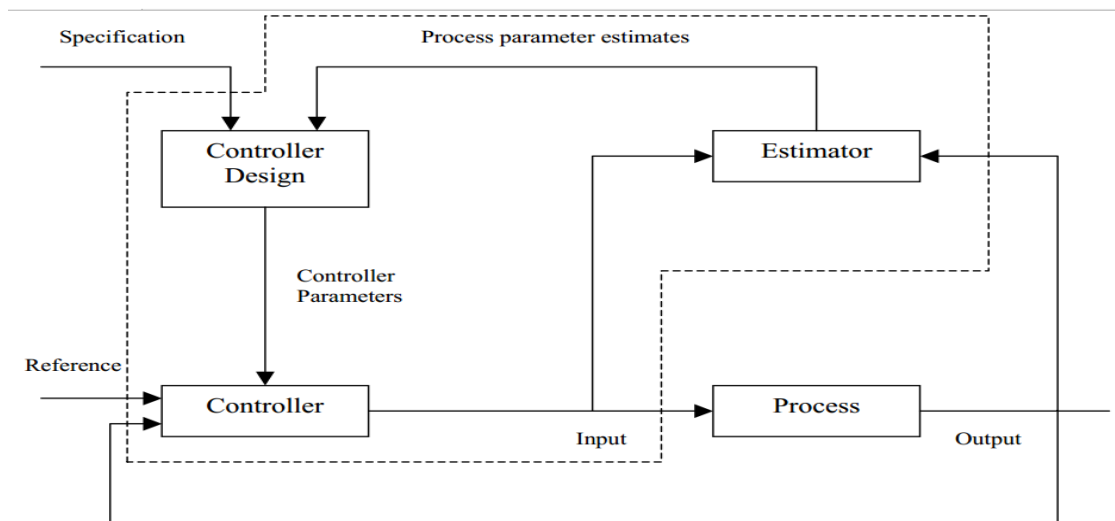 Specification
Process parameter estimates
Controller
Design
Estimator
Controller
Parameters
Reference
Controller
Process
Input
Output